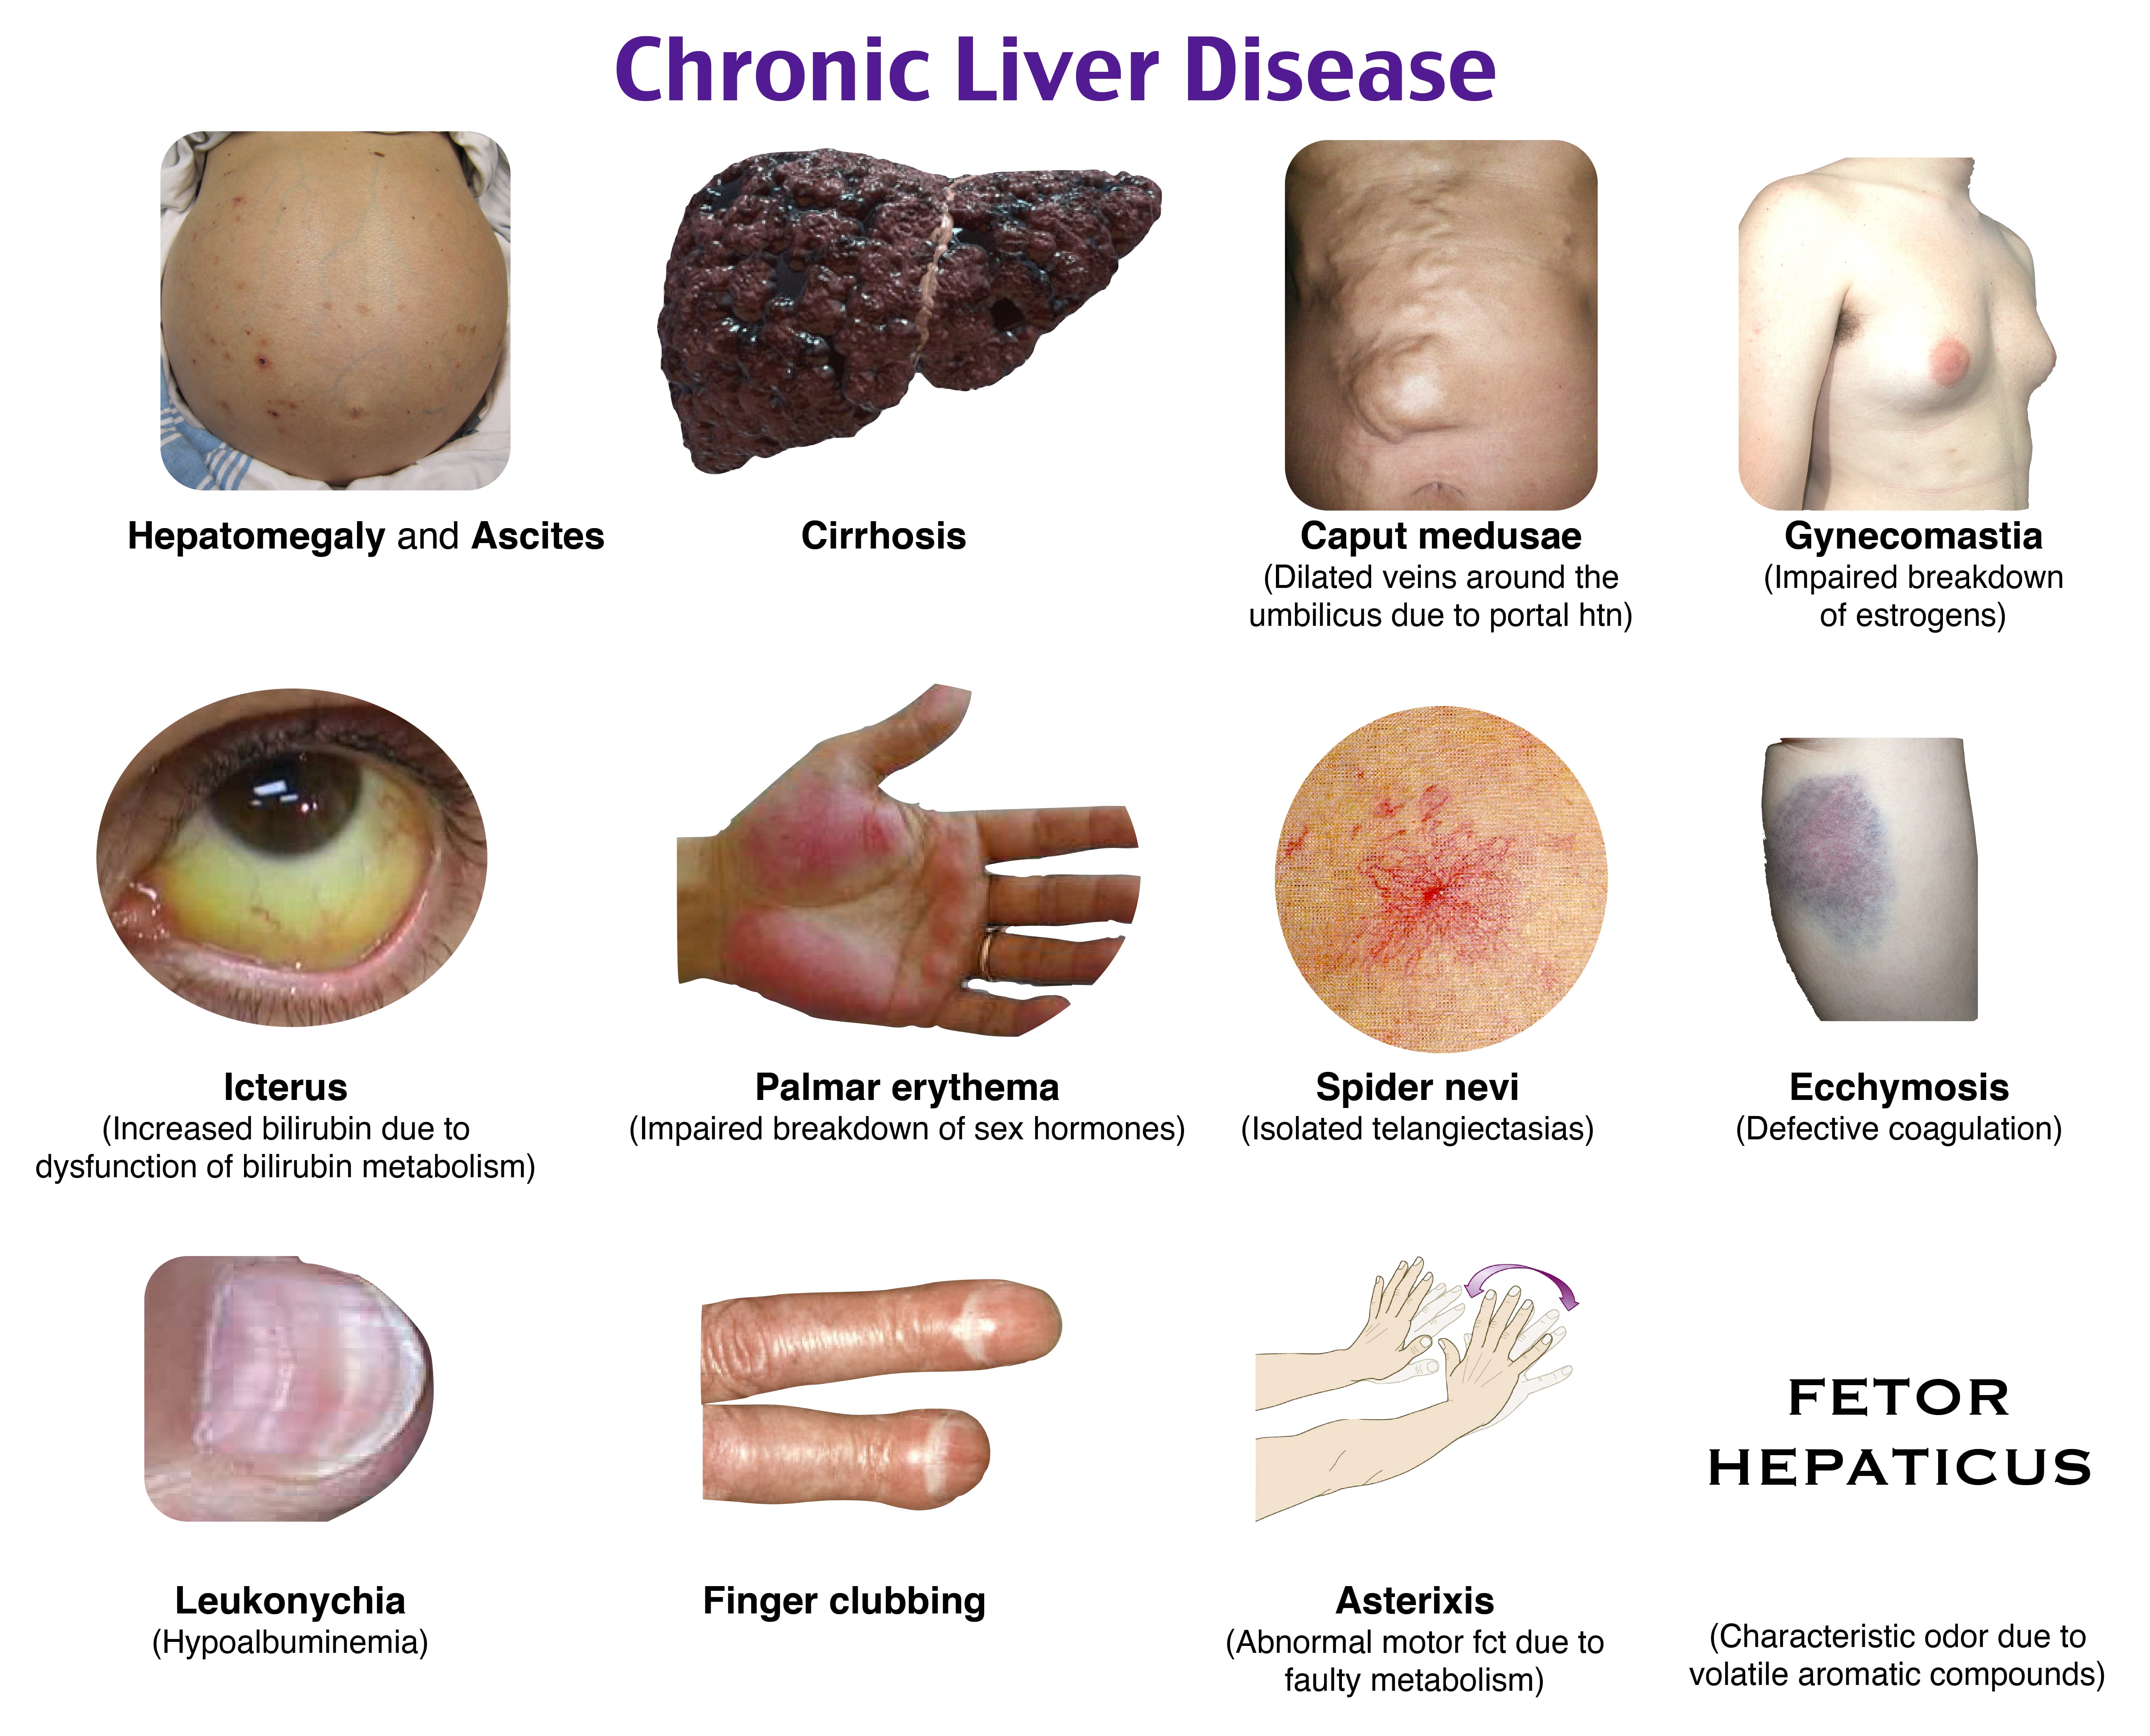 Chronic Liver Disease
Hepatomegaly and Ascites
Cirrhosis
Caput medusae
(Dilated veins around the
umbilicus due to portal htn)
Gynecomastia
(Impaired breakdown
of estrogens)
Icterus
(Increased bilirubin due to
dysfunction of bilirubin metabolism)
Palmar erythema
(Impaired breakdown of sex hormones)
Spider nevi
(Isolated telangiectasias)
Ecchymosis
(Defective coagulation)
Leukonychia
(Hypoalbuminemia)
Finger clubbing
Asterixis
(Abnormal motor fct due to
faulty metabolism)
FETOR
HEPATICUS
(Characteristic odor due to
volatile aromatic compounds)